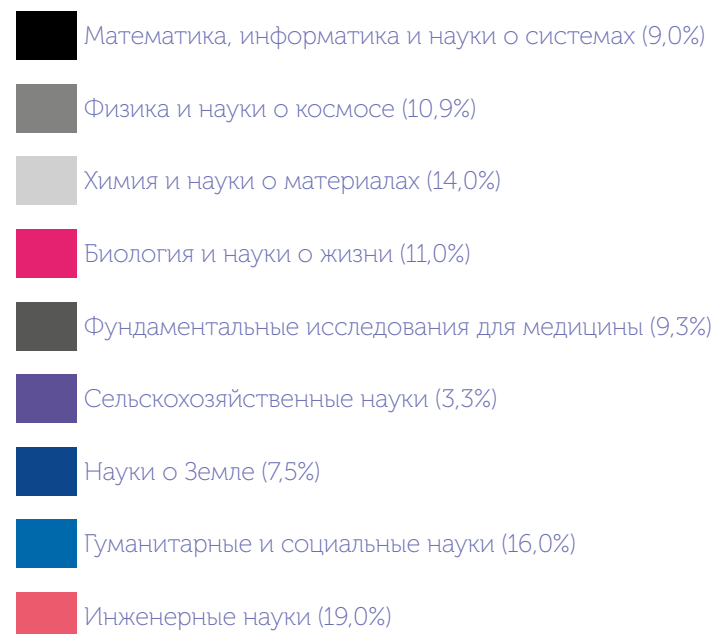 Математика, информатика и науки о системах (9,0%)
Физика и науки о космосе (10,9%)
Химия и науки о материалах (14,0%)
Биология и науки о жизни (11,0%)
Фундаментальные исследования для медицины (9,3%)
Сельскохозяйственные науки (3,3%)
Науки о Земле (7,5%)
Гуманитарные и социальные науки (16,0%)
Инженерные науки (19,0%)